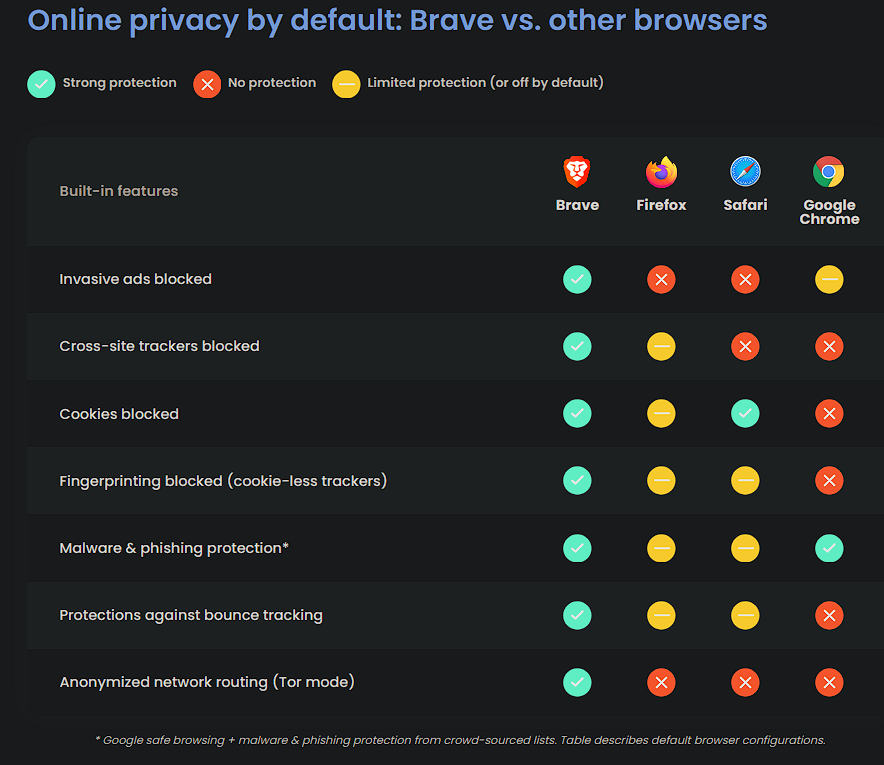 Online privacy by default: Brave vs. other browsers
Strong protection No protection Limited protection (or off by default)
Built-in features
Brave Firefox Safari Google Chrome
Invasive ads blocked
Cross-site trackers blocked
Cookies blocked
Fingerprinting blocked (cookie-less trackers)
Malware & phishing protection*
Protections against bounce tracking
Anonymized network routing (Tor mode)
* Google safe browsing + malware & phishing protection from crowd-sourced lists. Table describes default browser configurations.